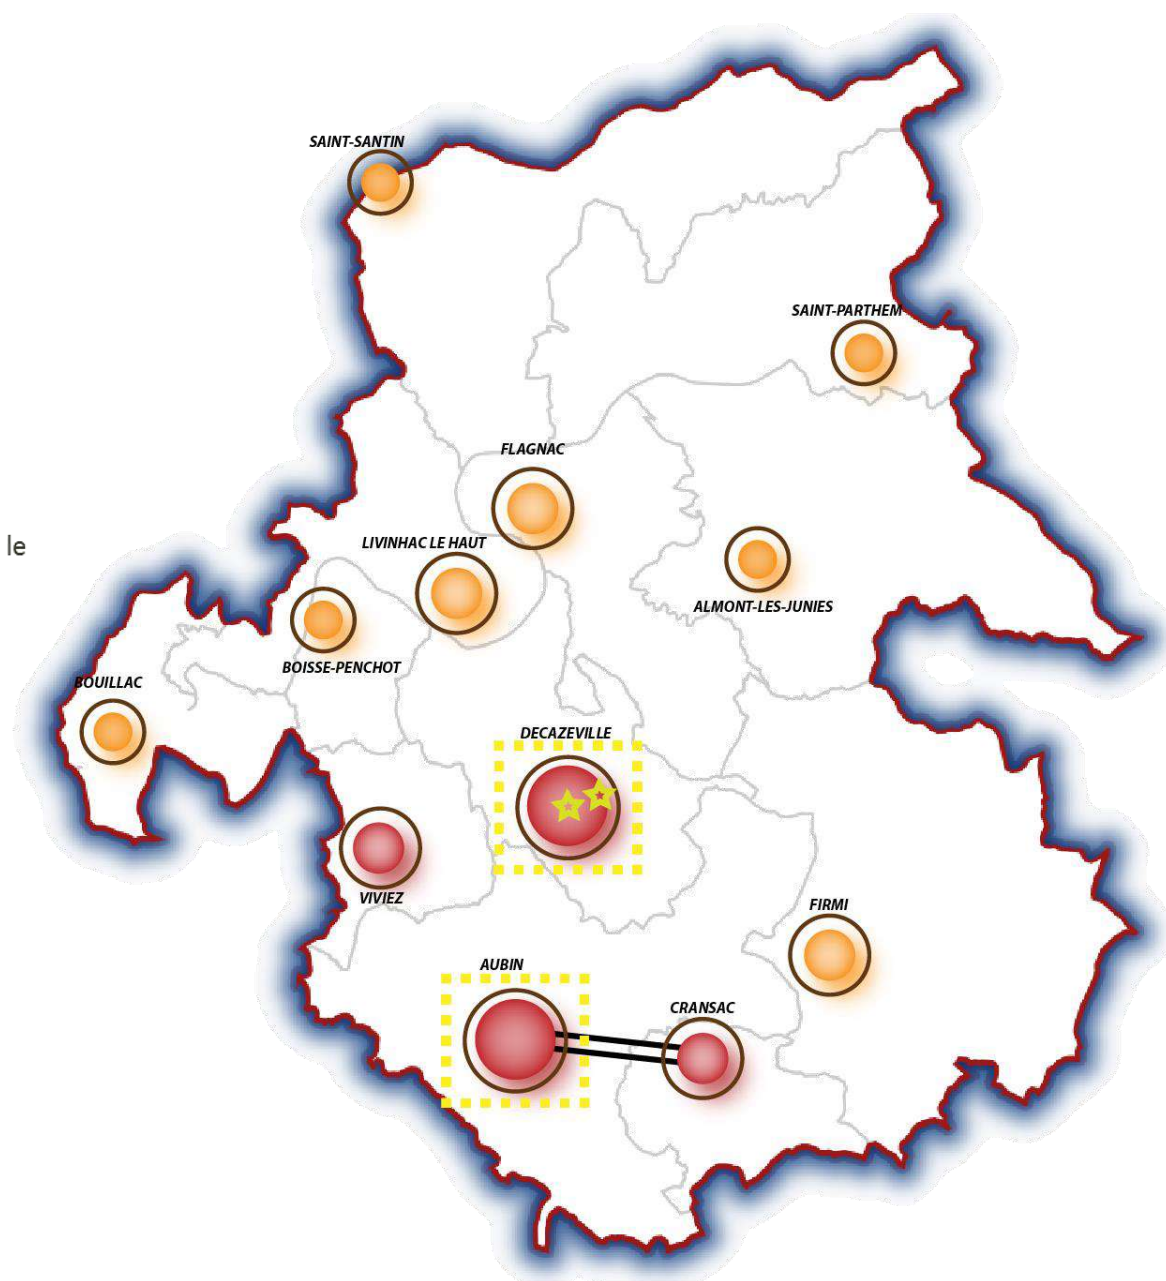 SAINT-SANTIN
SAINT-PARTHEM
FLAGNAC
le
LIVINHAC LE HAUT
ALMONT-LES-JUNIES
BOISSE-PENCHOT
BOUILLAC
DECAZEVILLE
VIVIEZ
FIRMI
AUBIN
CRANSAC